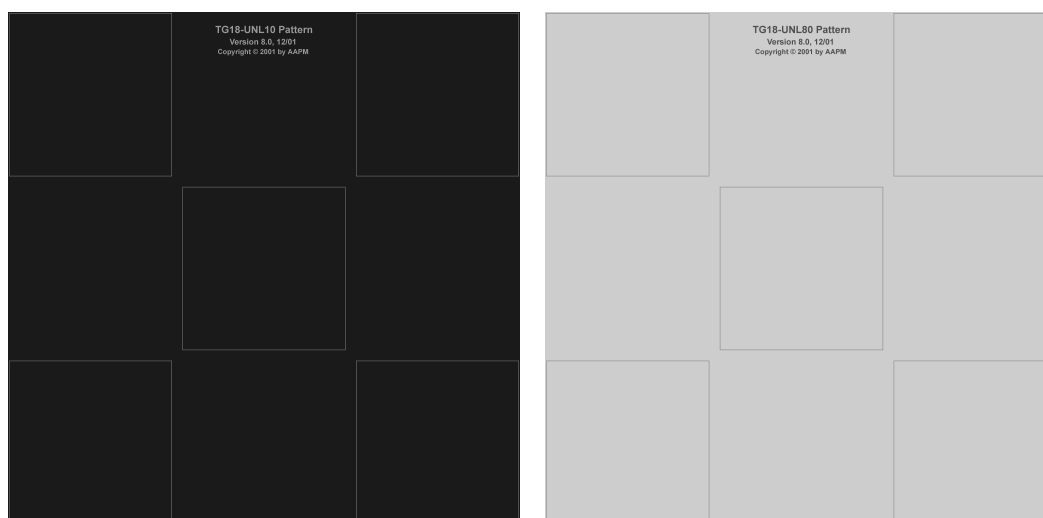 TG18-UNL10 Pattern
Version 8.0, 12/01
Copyright © 2001 by AAPM
TG18-UNL80 Pattern
Version 8.0, 12/01
Copyright © 2001 by AAPM